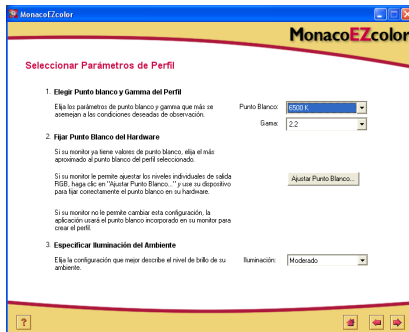 MonacoEZcolor
MonacoEZcolor
Seleccionar Parámetros de Perfil
1. Elegir Punto blanco y Gamma del Perfil
Elija los parámetros de punto blanco y gamma que más se
asemejan a las condiciones deseadas de observación.
Punto Blanco: 6500 K
Gama: 2.2
2. Fijar Punto Blanco del Hardware
Si su monitor ya tiene valores de punto blanco, elija el más
aproximado al punto blanco del perfil seleccionado.
Si su monitor le permite ajuestar los niveles individuales de salida
RGB, haga clic en "Ajustar Punto Blanco..." y use su dispositivo
para fijar correctamente el punto blanco en su hardware.
Ajustar Punto Blanco...
Si su monitor no le permite cambiar esta configuración, la
aplicación usará el punto blanco incorporado en su monitor para
crear el perfil.
3. Especificar Iluminación del Ambiente
Elija la configuración que mejor describe el nivel de brillo de su
ambiente.
Iluminación: Moderado
?